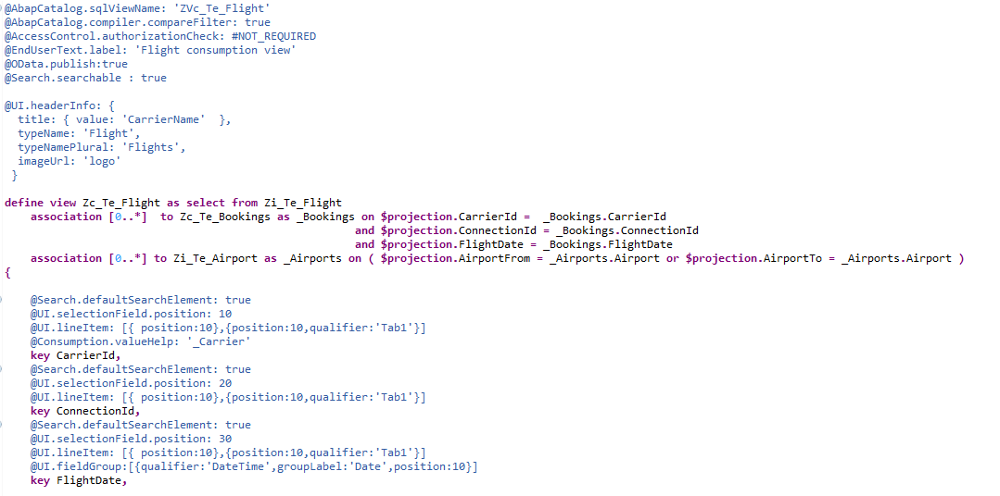 @AbapCatalog.sqlViewName: 'ZVc_Te_Flight'
@AbapCatalog.compiler.compareFilter: true
@AccessControl.authorizationCheck: #NOT_REQUIRED
@EndUserText.label: 'Flight consumption view'
@OData.publish:true
@Search.searchable : true

@UI.headerInfo: {
  title: { value: 'CarrierName'  },
  typeName: 'Flight',
  typeNamePlural: 'Flights',
  imageUrl: 'logo'
 }

define view Zc_Te_Flight as select from Zi_Te_Flight
    association [0..*]  to Zc_Te_Bookings as _Bookings on $projection.CarrierId =  _Bookings.CarrierId
                                                      and $projection.ConnectionId = _Bookings.ConnectionId
                                                      and $projection.FlightDate = _Bookings.FlightDate
    association [0..*] to Zi_Te_Airport as _Airports on ( $projection.AirportFrom = _Airports.Airport or $projection.AirportTo = _Airports.Airport )
{

    @Search.defaultSearchElement: true
    @UI.selectionField.position: 10
    @UI.lineItem: [{ position:10},{position:10,qualifier:'Tab1'}]
    @Consumption.valueHelp: '_Carrier'
    key CarrierId,
    @Search.defaultSearchElement: true
    @UI.selectionField.position: 20
    @UI.lineItem: [{ position:10},{position:10,qualifier:'Tab1'}]
    key ConnectionId,
    @Search.defaultSearchElement: true
    @UI.selectionField.position: 30
    @UI.lineItem: [{ position:10},{position:10,qualifier:'Tab1'}]
    @UI.fieldGroup:[{qualifier:'DateTime',groupLabel:'Date',position:10}]
    key FlightDate,